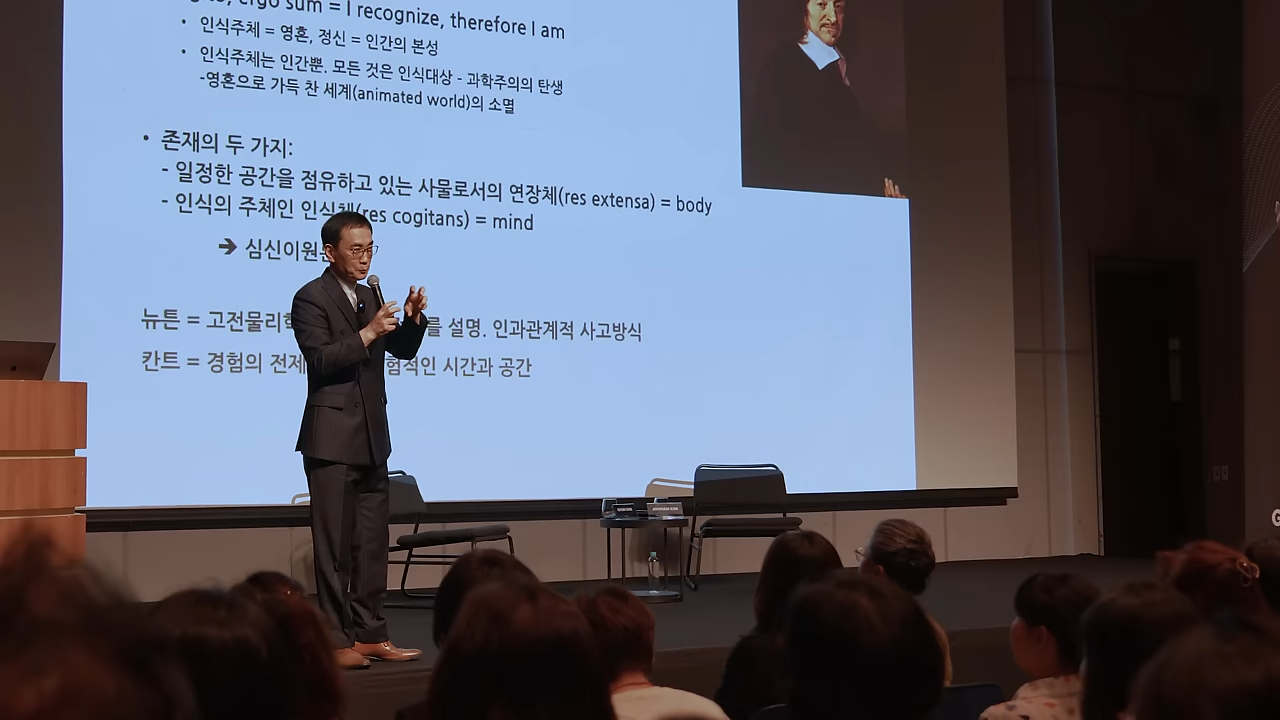 ergo sum = I recognize, therefore I am
• 인식주체 = 영혼, 정신 = 인간의 본성
• 인식주체는 인간뿐. 모든 것은 인식대상 - 과학주의의 탄생
-영혼으로 가득 찬 세계(animated world)의 소멸
• 존재의 두 가지:
- 일정한 공간을 점유하고 있는 사물로서의 연장체(res extensa) = body
- 인식의 주체인 인식체(res cogitans) = mind
➔ 심신이원
뉴튼 = 고전물리 를 설명. 인과관계적 사고방식
칸트 = 경험의 전제 험적인 시간과 공간